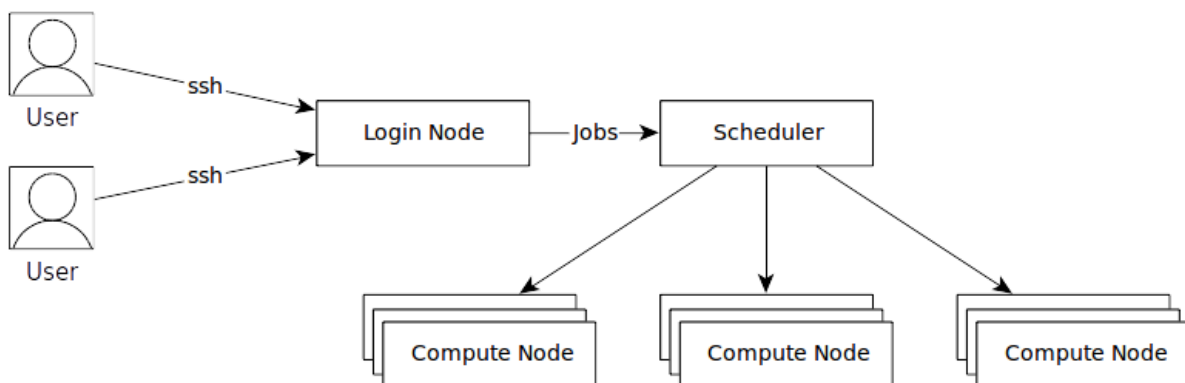 ssh
User
Login Node
Jobs
Scheduler
ssh
User
Compute Node
Compute Node
Compute Node